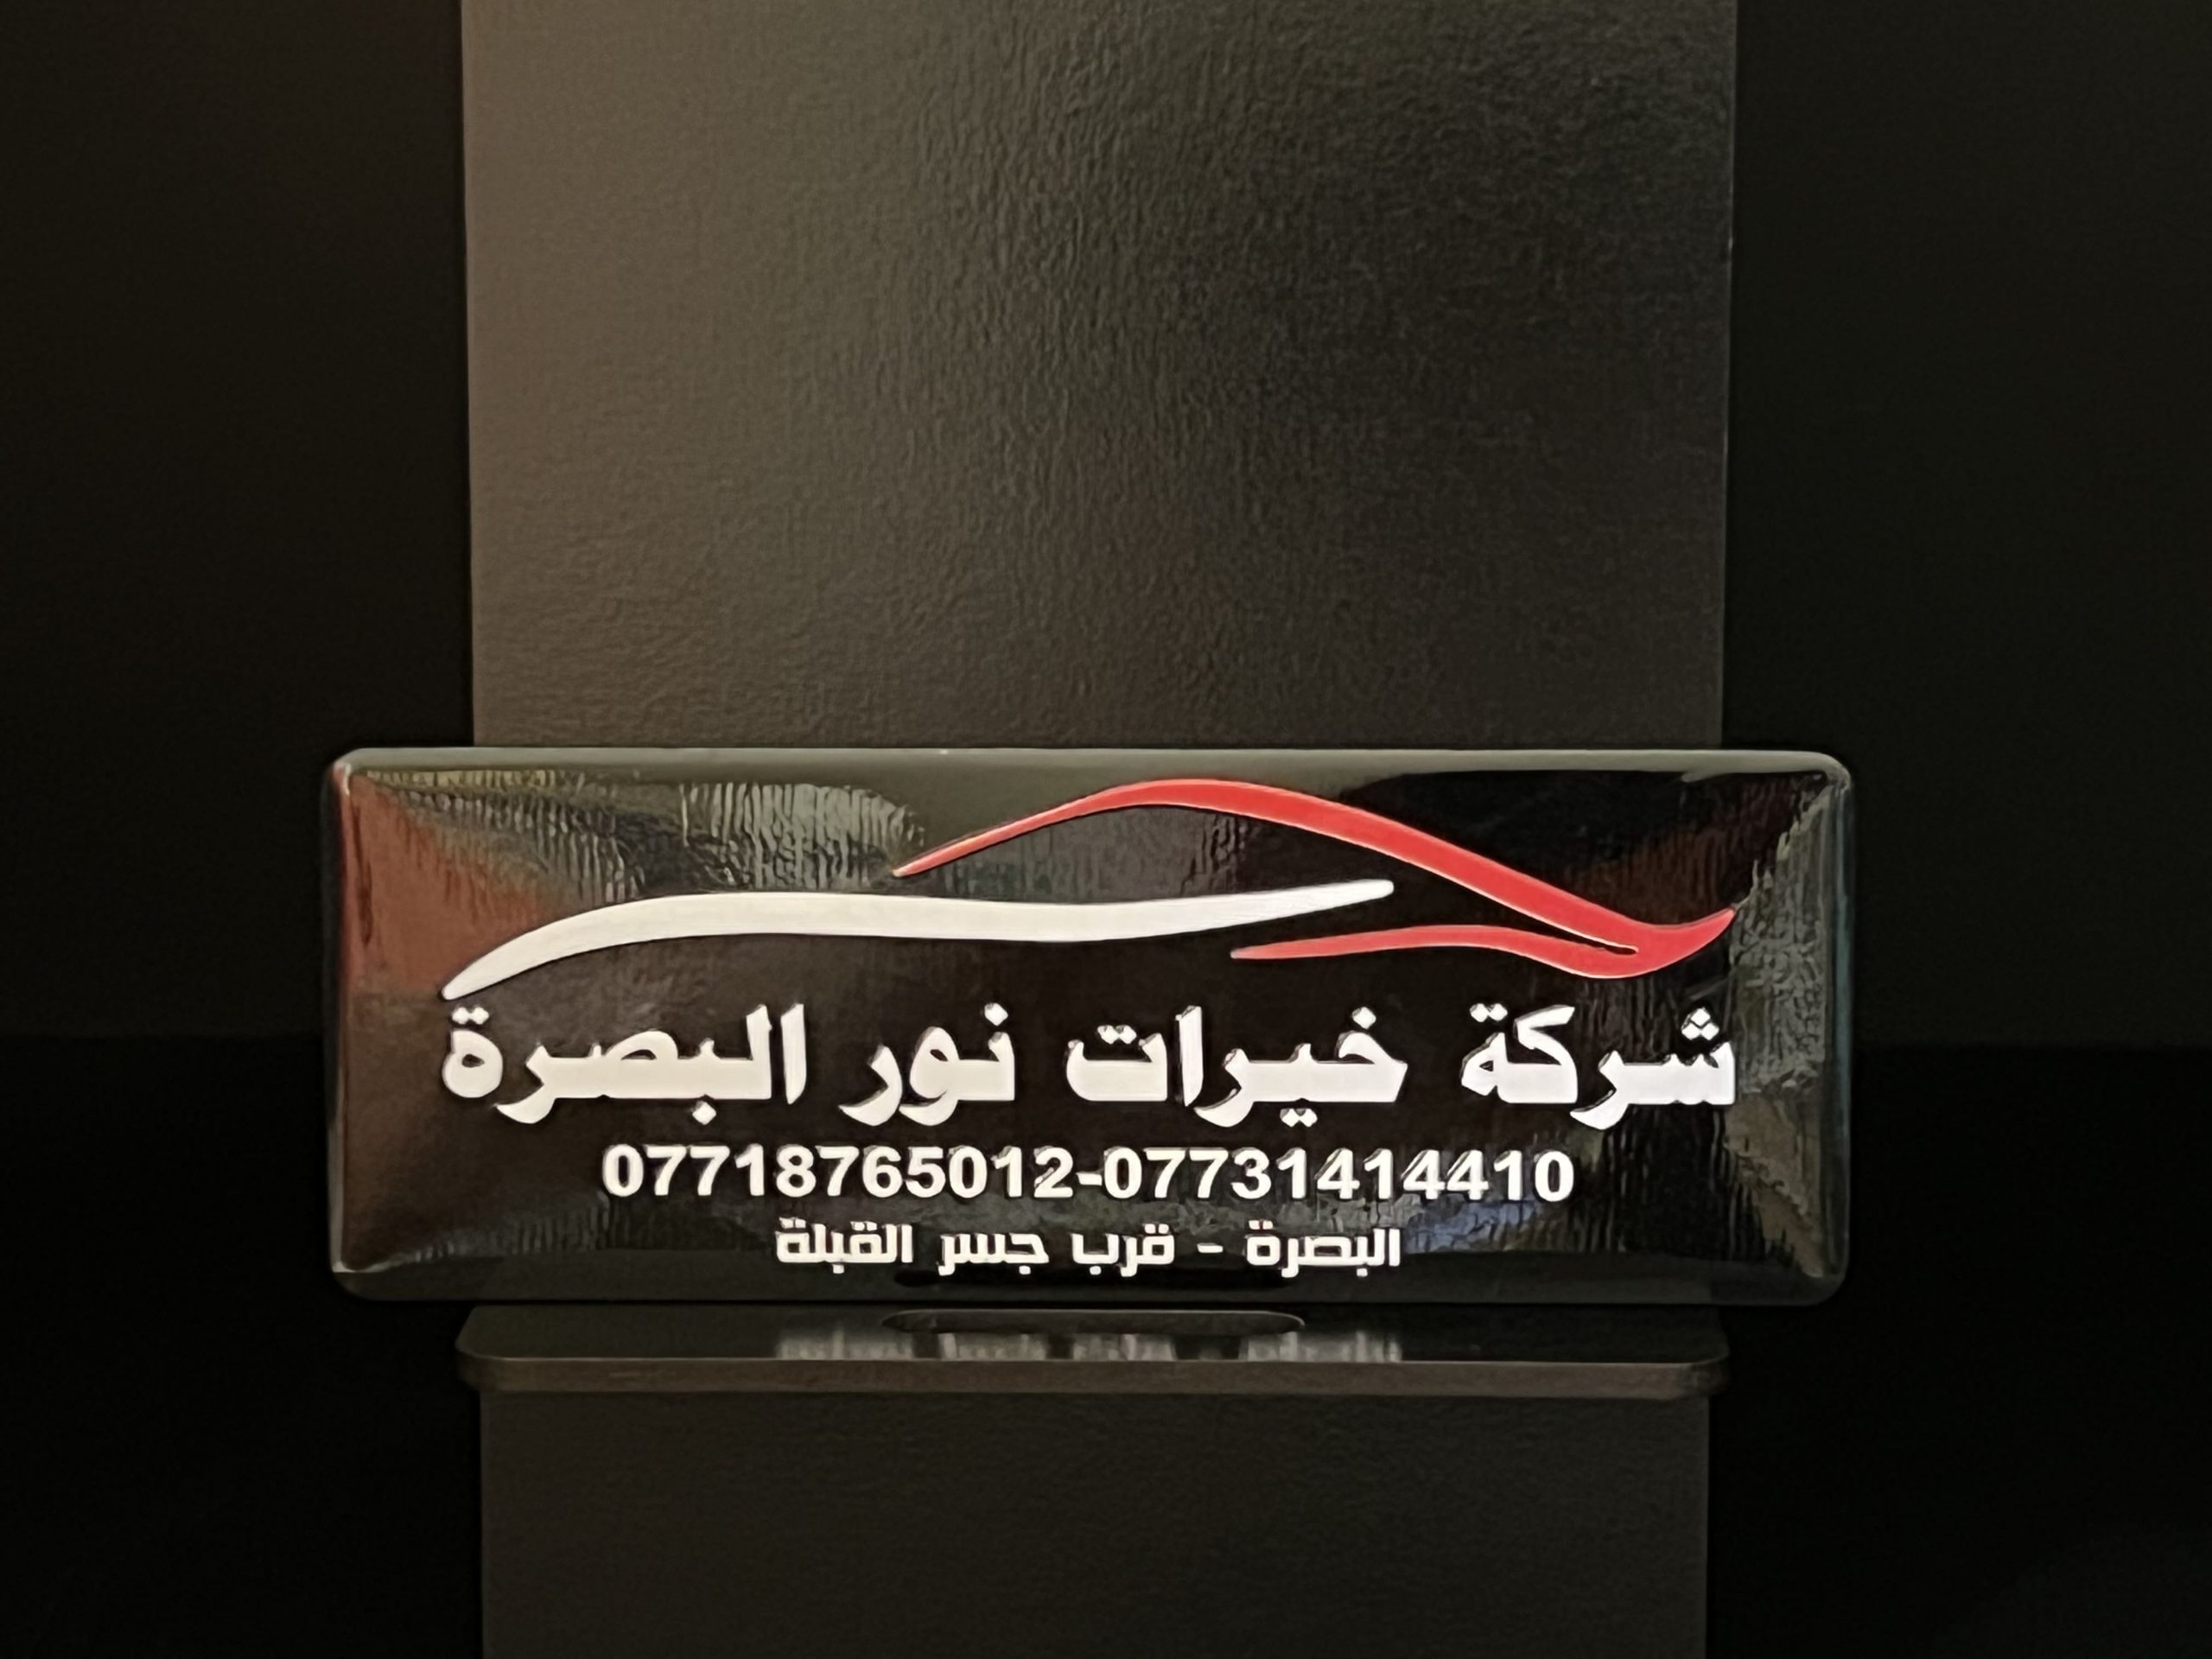 شركة خيرات نور البصرة
07718765012-07731414410
البصرة - قرب جسر القبلة